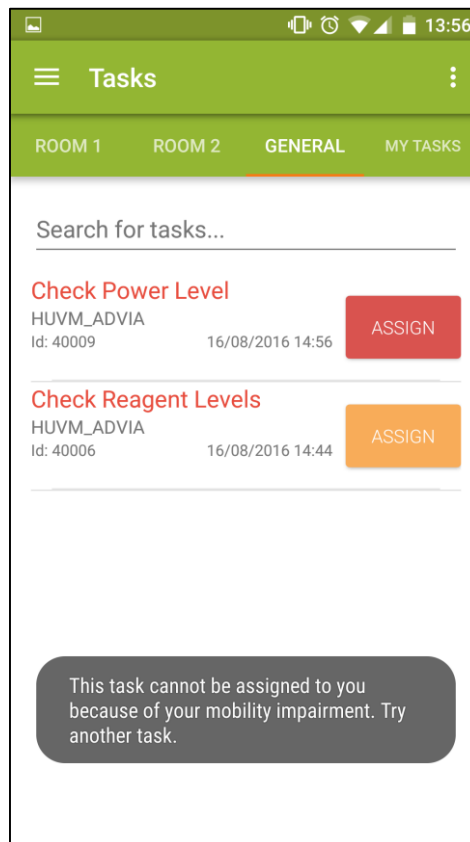 13:56
Tasks
ROOM 1 ROOM 2 GENERAL MY TASKS
Search for tasks...
Check Power Level
HUVM_ADVIA
Id: 40009 16/08/2016 14:56
ASSIGN
Check Reagent Levels
HUVM_ADVIA
Id: 40006 16/08/2016 14:44
ASSIGN
This task cannot be assigned to you
because of your mobility impairment. Try
another task.